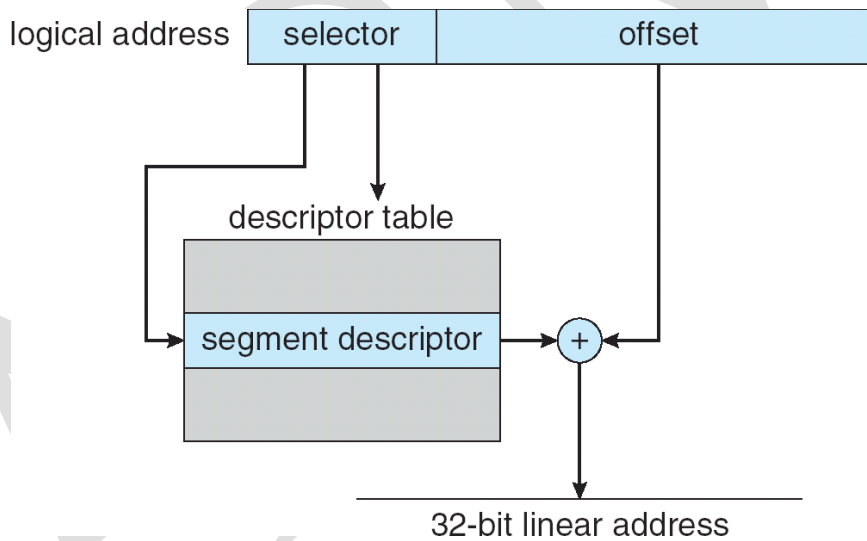 logical address selector offset
descriptor table
segment descriptor +
32-bit linear address